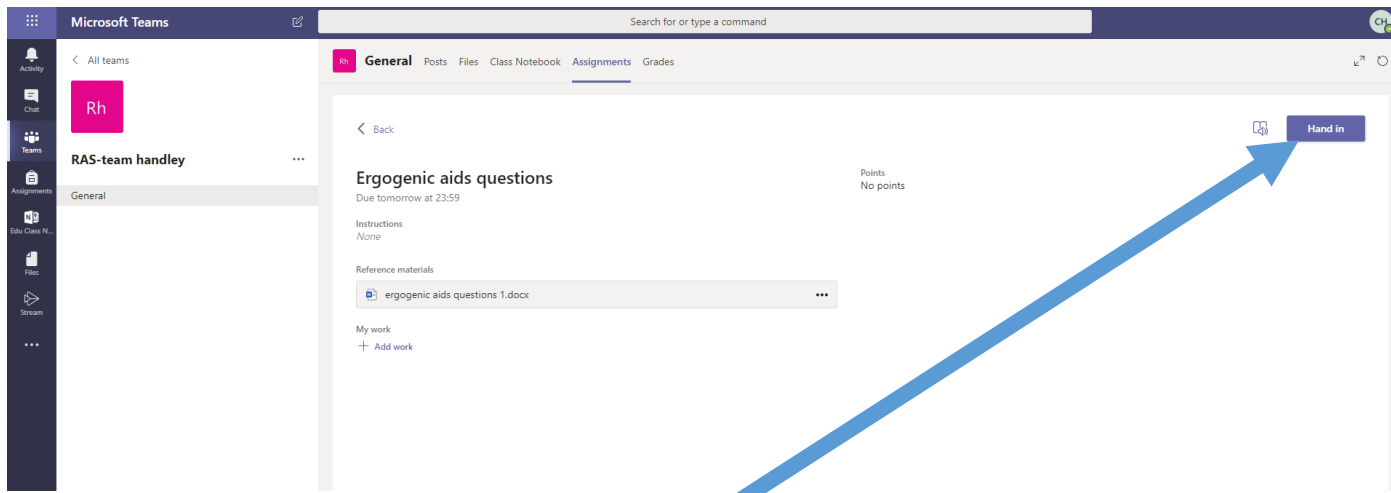 Microsoft Teams
Search for or type a command
CH
Activity
Chat
Teams
Assignments
Edu Class N...
Files
Stream
All teams
Rh
RAS-team handley
General
Rh General Posts Files Class Notebook Assignments Grades
Back
Hand in
Ergogenic aids questions
Due tomorrow at 23:59
Points
No points
Instructions
None
Reference materials
ergogenic aids questions 1.docx
My work
+ Add work